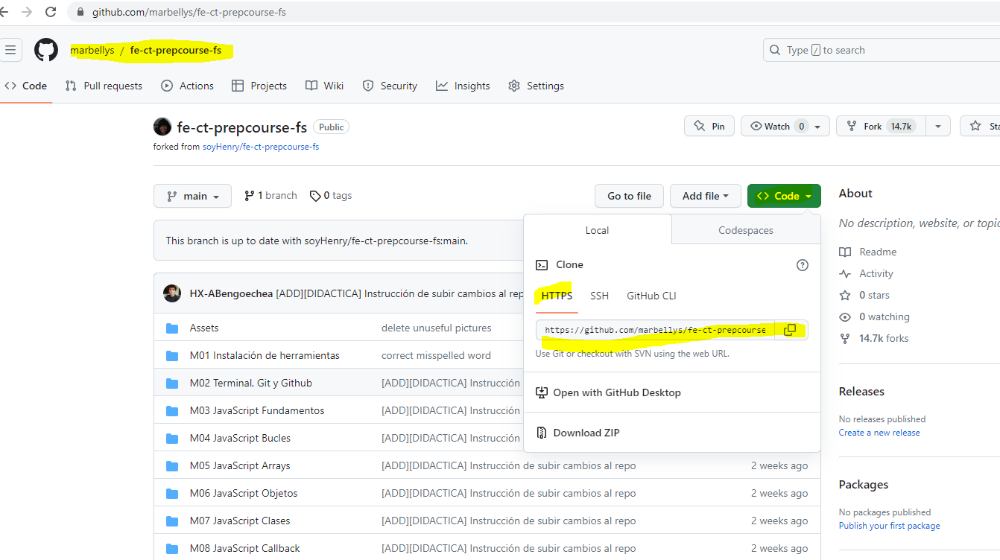 github.com/marbellys/fe-ct-prepcourse-fs
marbellys / fe-ct-prepcourse-fs
Type / to search
Code
Pull requests
Actions
Projects
Wiki
Security
Insights
Settings
fe-ct-prepcourse-fs Public
Pin
Watch 0
Fork 14.7k
Sta
forked from soyHenry/fe-ct-prepcourse-fs
main
1 branch
0 tags
Go to file
Add file
<> Code
About
No description, website, or topic
This branch is up to date with soyHenry/fe-ct-prepcourse-fs:main.
Local
Codespaces
Clone
HTTPS
SSH
GitHub CLI
https://github.com/marbellys/fe-ct-prepcourse
Use Git or checkout with SVN using the web URL.
Open with GitHub Desktop
Download ZIP
HX-ABengoechea [ADD][DIDACTICA] Instrucción de subir cambios al rep
Assets delete unuseful pictures
M01 Instalación de herramientas correct misspelled word
M02 Terminal, Git y Github [ADD][DIDACTICA] Instrucción
M03 JavaScript Fundamentos [ADD][DIDACTICA] Instrucción
M04 JavaScript Bucles [ADD][DIDACTICA] Instrucción
M05 JavaScript Arrays [ADD][DIDACTICA] Instrucción de subir cambios al repo 2 weeks ago
M06 JavaScript Objetos [ADD][DIDACTICA] Instrucción de subir cambios al repo 2 weeks ago
M07 JavaScript Clases [ADD][DIDACTICA] Instrucción de subir cambios al repo 2 weeks ago
M08 JavaScript Callback [ADD][DIDACTICA] Instrucción de subir cambios al repo 2 weeks ago
Readme
Activity
0 stars
0 watching
14.7k forks
Releases
No releases published
Create a new release
Packages
No packages published
Publish your first package